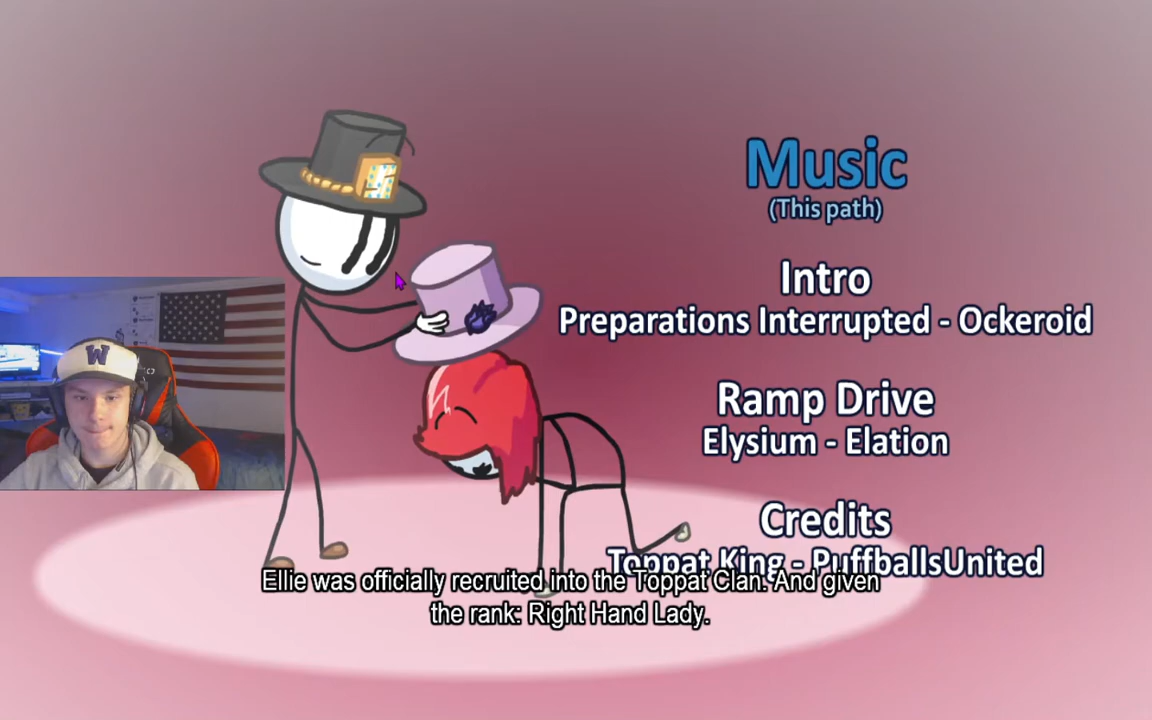 Music
(This path)
Intro
Preparations Interrupted - Ockeroid
Ramp Drive
Elysium - Elation
Credits
Toppat King - PuffballsUnited
Ellie was officially recruited into the Toppat Clan. And given
the rank: Right Hand Lady.
W